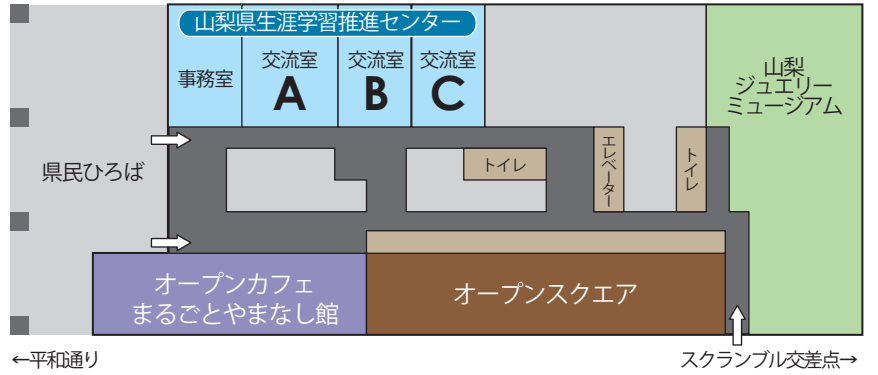 山梨県生涯学習推進センター
事務室
交流室
A
交流室
B
交流室
C
山梨
ジュエリー
ミュージアム
県民ひろば
トイレ
エレベーター
トイレ
オープンカフェ
まるごとやまなし館
オープンスクエア
←平和通り
スクランブル交差点→